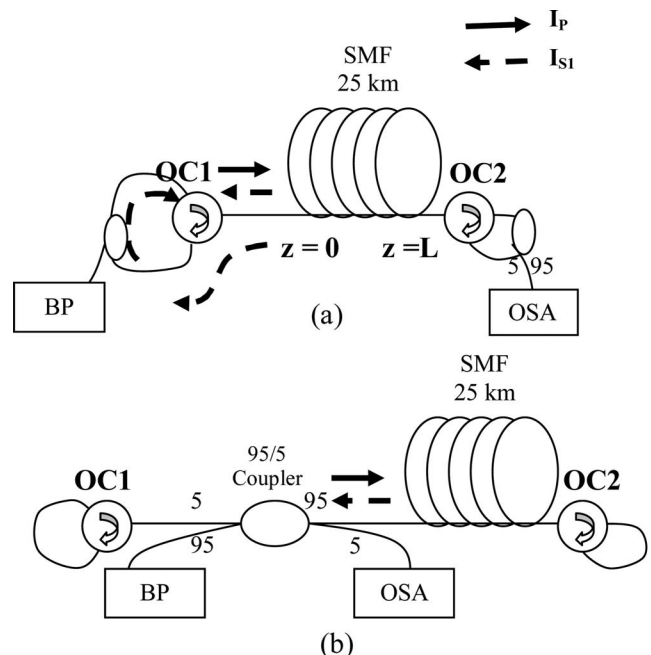 I_P
I_S1
SMF
25 km
OC1
OC2
z = 0
z =L
5
95
BP
OSA
(a)
SMF
25 km
95/5
Coupler
OC1
OC2
5
95
95
5
BP
OSA
(b)